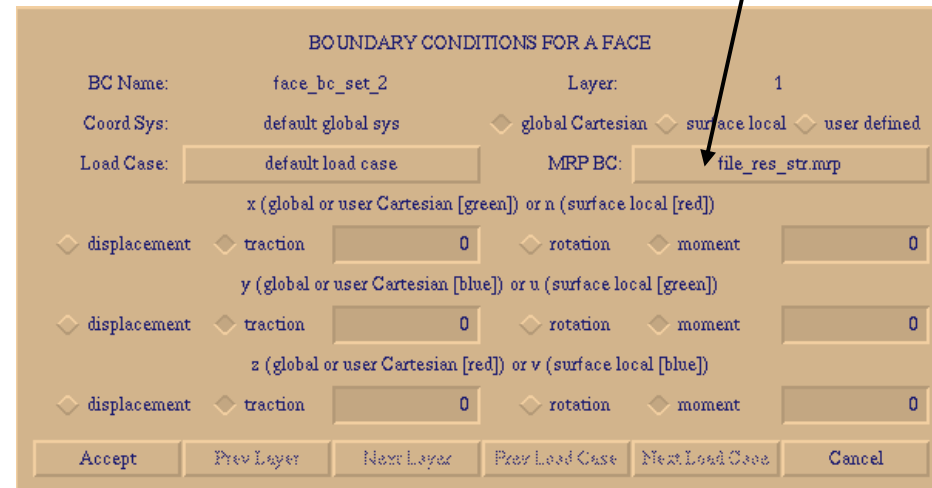 BOUNDARY CONDITIONS FOR A FACE
BC Name: face_bc_set_2 Layer: 1
Coord Sys: default global sys global Cartesian surface local user defined
Load Case: default load case MRP BC: file_res_str.mrp
x (global or user Cartesian [green]) or n (surface local [red])
displacement traction 0 rotation moment 0
y (global or user Cartesian [blue]) or u (surface local [green])
displacement traction 0 rotation moment 0
z (global or user Cartesian [red]) or v (surface local [blue])
displacement traction 0 rotation moment 0
Accept Prev Layer Next Layer Prev Load Case Next Load Case Cancel